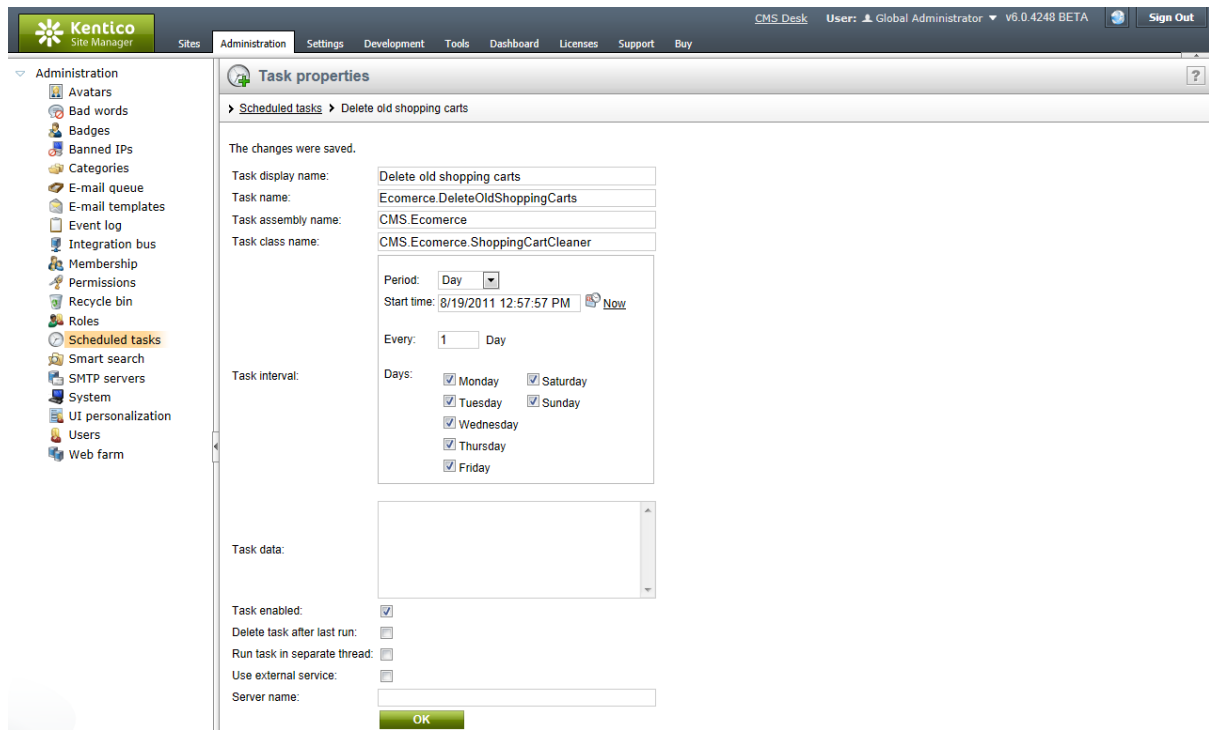 CMS Desk User: Global Administrator v6.0.4248 BETA Sign Out
Kentico
Site Manager
Sites Administration Settings Development Tools Dashboard Licenses Support Buy
Administration
Avatars
Bad words
Badges
Banned IPs
Categories
E-mail queue
E-mail templates
Event log
Integration bus
Membership
Permissions
Recycle bin
Roles
Scheduled tasks
Smart search
SMTP servers
System
UI personalization
Users
Web farm
Task properties ?
> Scheduled tasks > Delete old shopping carts
The changes were saved.
Task display name: Delete old shopping carts
Task name: Ecomerce.DeleteOldShoppingCarts
Task assembly name: CMS.Ecomerce
Task class name: CMS.Ecomerce.ShoppingCartCleaner
Task interval:
Period: Day
Start time: 8/19/2011 12:57:57 PM Now
Every: 1 Day
Days:
Monday Saturday
Tuesday Sunday
Wednesday
Thursday
Friday
Task data:
Task enabled:
Delete task after last run:
Run task in separate thread:
Use external service:
Server name:
OK